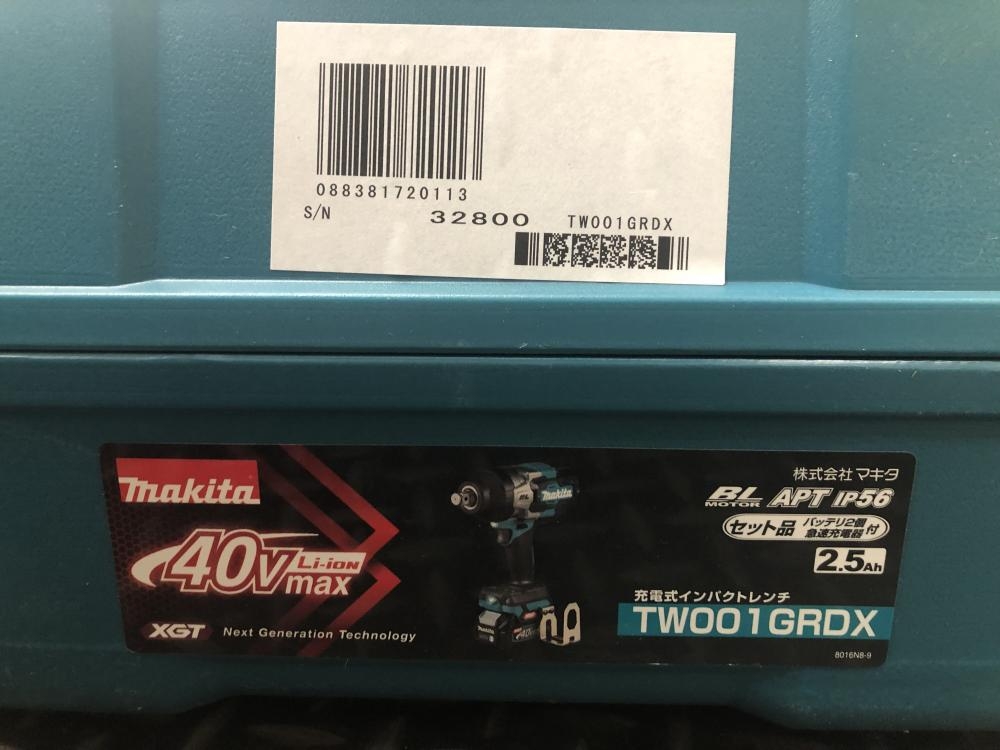 088381720113
S/N 32800 TW001GRDX
makita
40Vmax Li-ion
XGT Next Generation Technology
makita
40V
株式会社マキタ
BL MOTOR APT IP56
セット品 バッテリ2個 急速充電器 付
2.5Ah
充電式インパクトレンチ
TW001GRDX
8016N8-9